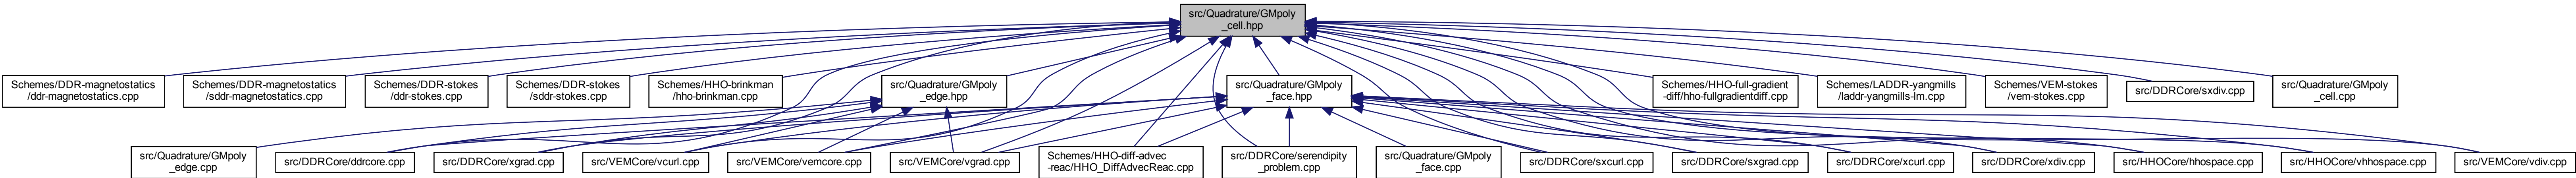 src/Quadrature/GMpoly
_cell.hpp
Schemes/DDR-magnetostatics
/ddr-magnetostatics.cpp
Schemes/DDR-magnetostatics
/sddr-magnetostatics.cpp
Schemes/DDR-stokes
/ddr-stokes.cpp
Schemes/DDR-stokes
/sddr-stokes.cpp
Schemes/HHO-brinkman
/hho-brinkman.cpp
src/Quadrature/GMpoly
_edge.hpp
src/Quadrature/GMpoly
_face.hpp
Schemes/HHO-full-gradient
-diff/hho-fullgradientdiff.cpp
Schemes/LADDR-yangmills
/laddr-yangmills-lm.cpp
Schemes/VEM-stokes
/vem-stokes.cpp
src/DDRCore/sxdiv.cpp
src/Quadrature/GMpoly
_cell.cpp
src/Quadrature/GMpoly
_edge.cpp
src/DDRCore/ddrcore.cpp
src/DDRCore/xgrad.cpp
src/VEMCore/vcurl.cpp
src/VEMCore/vemcore.cpp
src/VEMCore/vgrad.cpp
Schemes/HHO-diff-advec
-reac/HHO_DiffAdvecReac.cpp
src/DDRCore/serendipity
_problem.cpp
src/Quadrature/GMpoly
_face.cpp
src/DDRCore/sxcurl.cpp
src/DDRCore/sxgrad.cpp
src/DDRCore/xcurl.cpp
src/DDRCore/xdiv.cpp
src/HHOCore/hhospace.cpp
src/HHOCore/vhhospace.cpp
src/VEMCore/vdiv.cpp